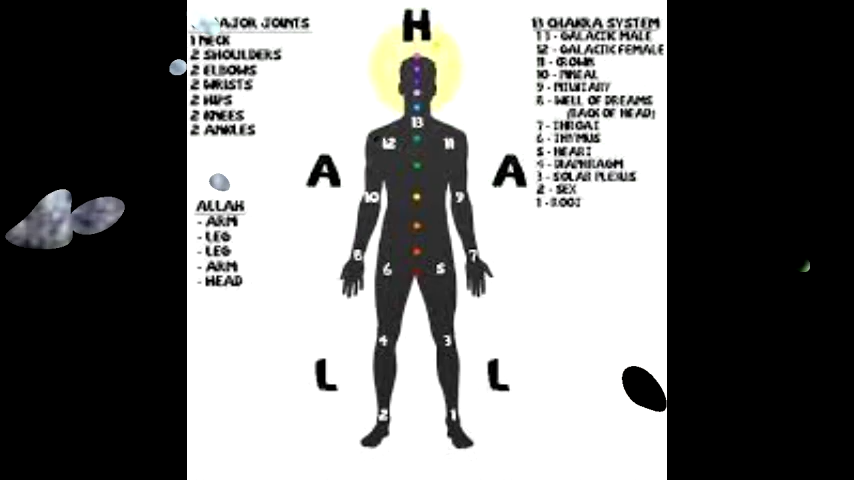 AJOR JOINTS
1 NECK
2 SHOULDERS
2 ELBOWS
2 WRISTS
2 HIPS
2 KNEES
2 ANKLES
ALLAH
- ARM
- LEG
- LEG
- ARM
- HEAD
H
A
A
L
L
13
12
11
10
9
8
7
6
5
4
3
2
1
13 CHAKRA SYSTEM
13 - GALACTIC MALE
12 - GALACTIC FEMALE
11 - CROWN
10 - PINEAL
9 - PITUITARY
8 - WELL OF DREAMS
(BACK OF HEAD)
7 - THROAT
6 - THYMUS
5 - HEART
4 - DIAPHRAGM
3 - SOLAR PLEXUS
2 - SEX
1 - ROOT